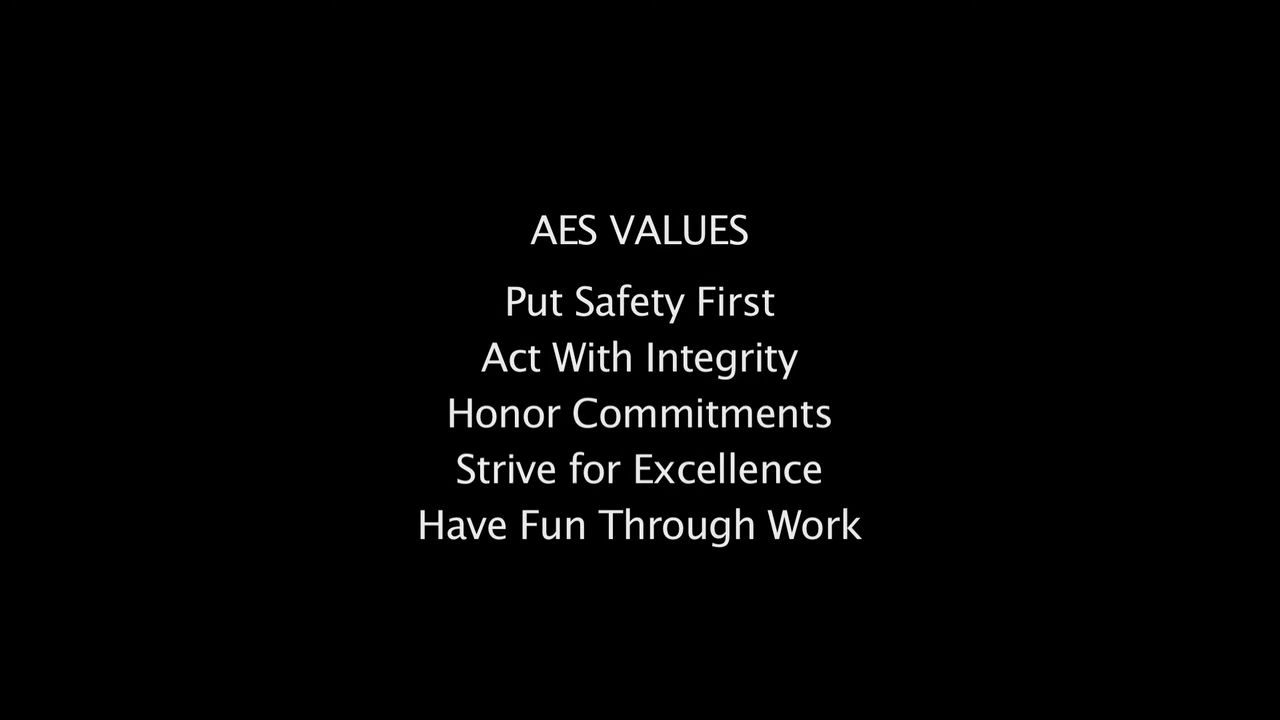 AES VALUES
Put Safety First
Act With Integrity
Honor Commitments
Strive for Excellence
Have Fun Through Work